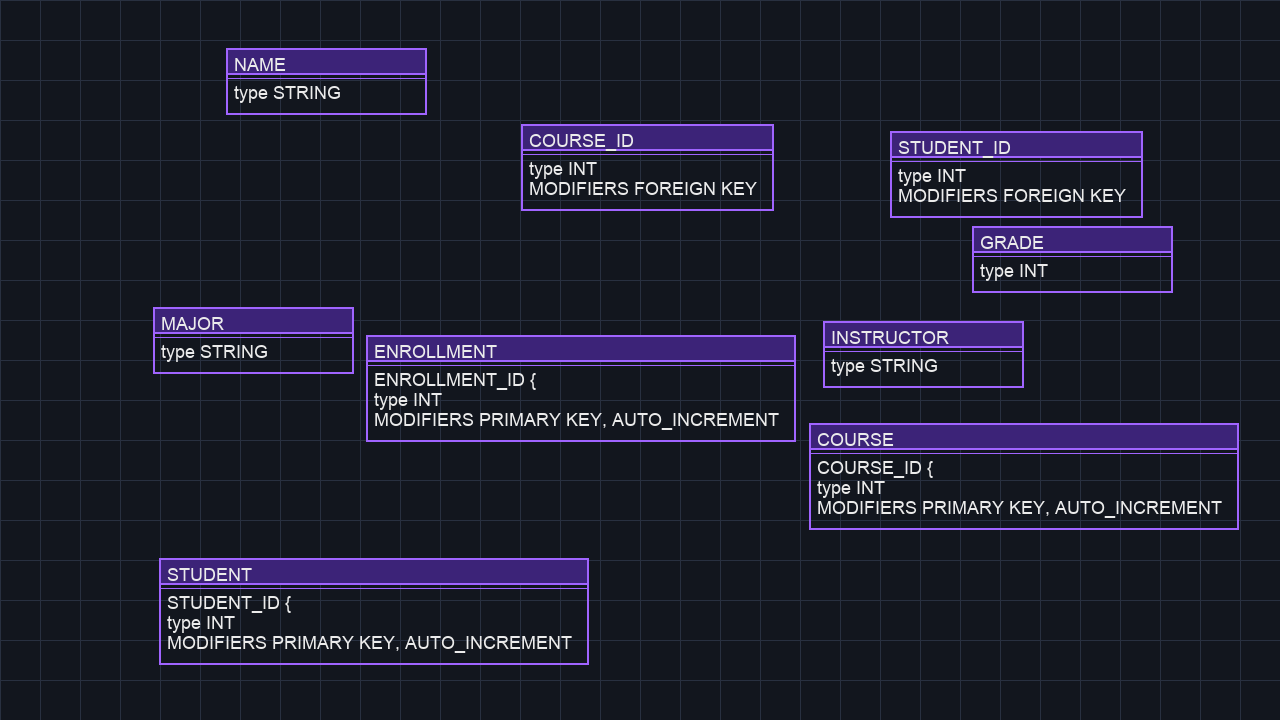 NAME
type STRING
COURSE_ID
type INT
MODIFIERS FOREIGN KEY
STUDENT_ID
type INT
MODIFIERS FOREIGN KEY
GRADE
type INT
MAJOR
type STRING
ENROLLMENT
ENROLLMENT_ID {
type INT
MODIFIERS PRIMARY KEY, AUTO_INCREMENT
INSTRUCTOR
type STRING
COURSE
COURSE_ID {
type INT
MODIFIERS PRIMARY KEY, AUTO_INCREMENT
STUDENT
STUDENT_ID {
type INT
MODIFIERS PRIMARY KEY, AUTO_INCREMENT